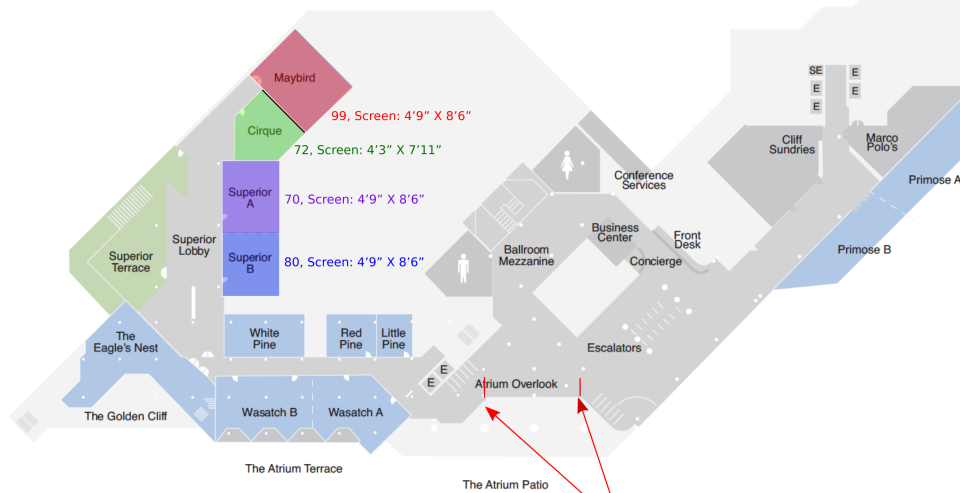 Maybird
99, Screen: 4’9” X 8’6”
Cirque
72, Screen: 4’3” X 7’11”
Superior
A
70, Screen: 4’9” X 8’6”
Superior
B
80, Screen: 4’9” X 8’6”
Superior
Lobby
Superior
Terrace
The
Eagle’s Nest
The Golden Cliff
White
Pine
Red
Pine
Little
Pine
Wasatch B
Wasatch A
The Atrium Terrace
E
E
Atrium Overlook
The Atrium Patio
Escalators
Ballroom
Mezzanine
Business
Center
Concierge
Front
Desk
Conference
Services
Cliff
Sundries
SE
E
E
E
E
Marco
Polo’s
Primose A
Primose B